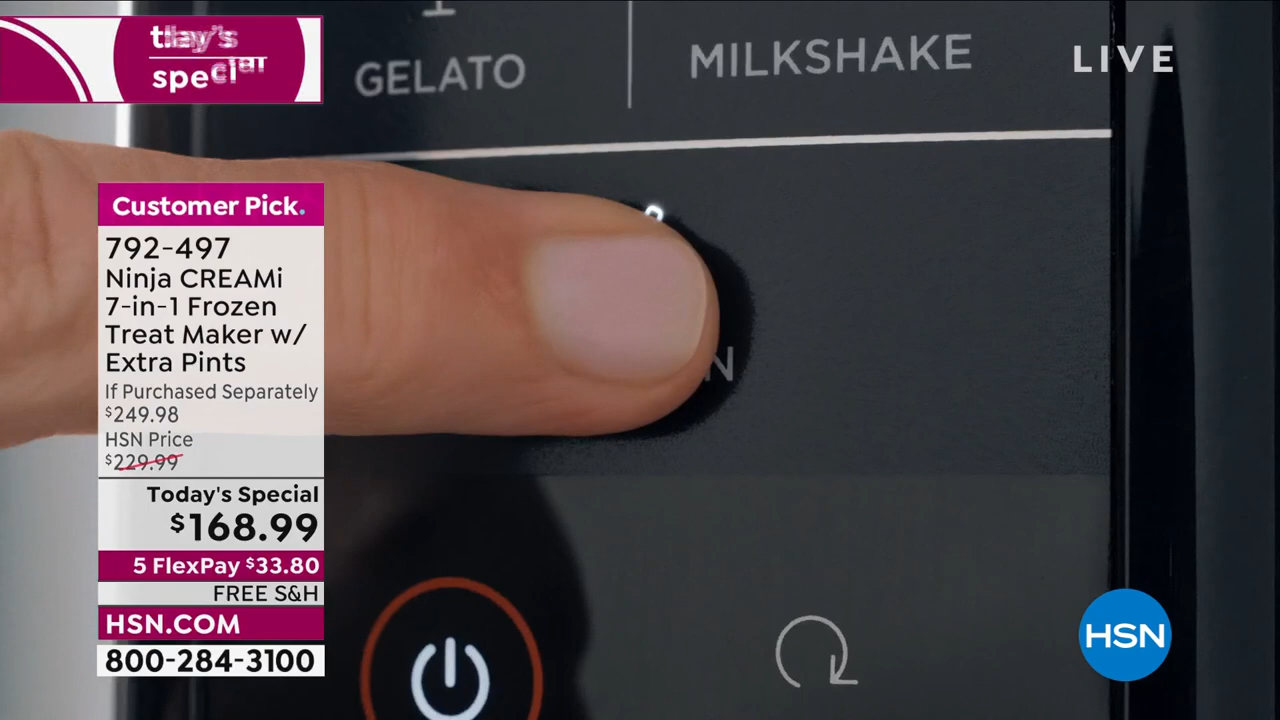 today's
special
GELATO
MILKSHAKE
LIVE
Customer Pick.
792-497
Ninja CREAMi
7-in-1 Frozen
Treat Maker w/
Extra Pints
If Purchased Separately
$249.98
HSN Price
$229.99
Today's Special
$168.99
5 FlexPay $33.80
FREE S&H
HSN.COM
800-284-3100
HSN